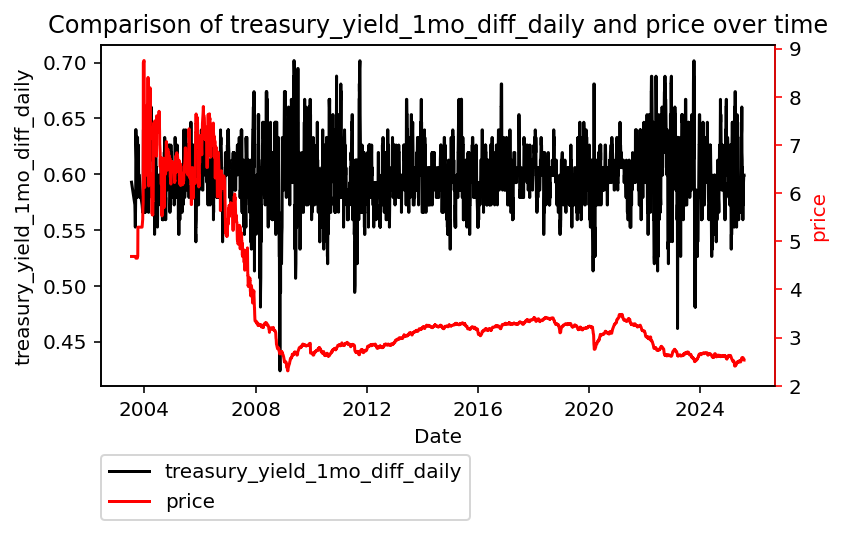 Comparison of treasury_yield_1mo_diff_daily and price over time
treasury_yield_1mo_diff_daily
0.70
0.65
0.60
0.55
0.50
0.45
9
8
7
6
5
4
3
2
price
2004 2008 2012 2016 2020 2024
Date
treasury_yield_1mo_diff_daily
price